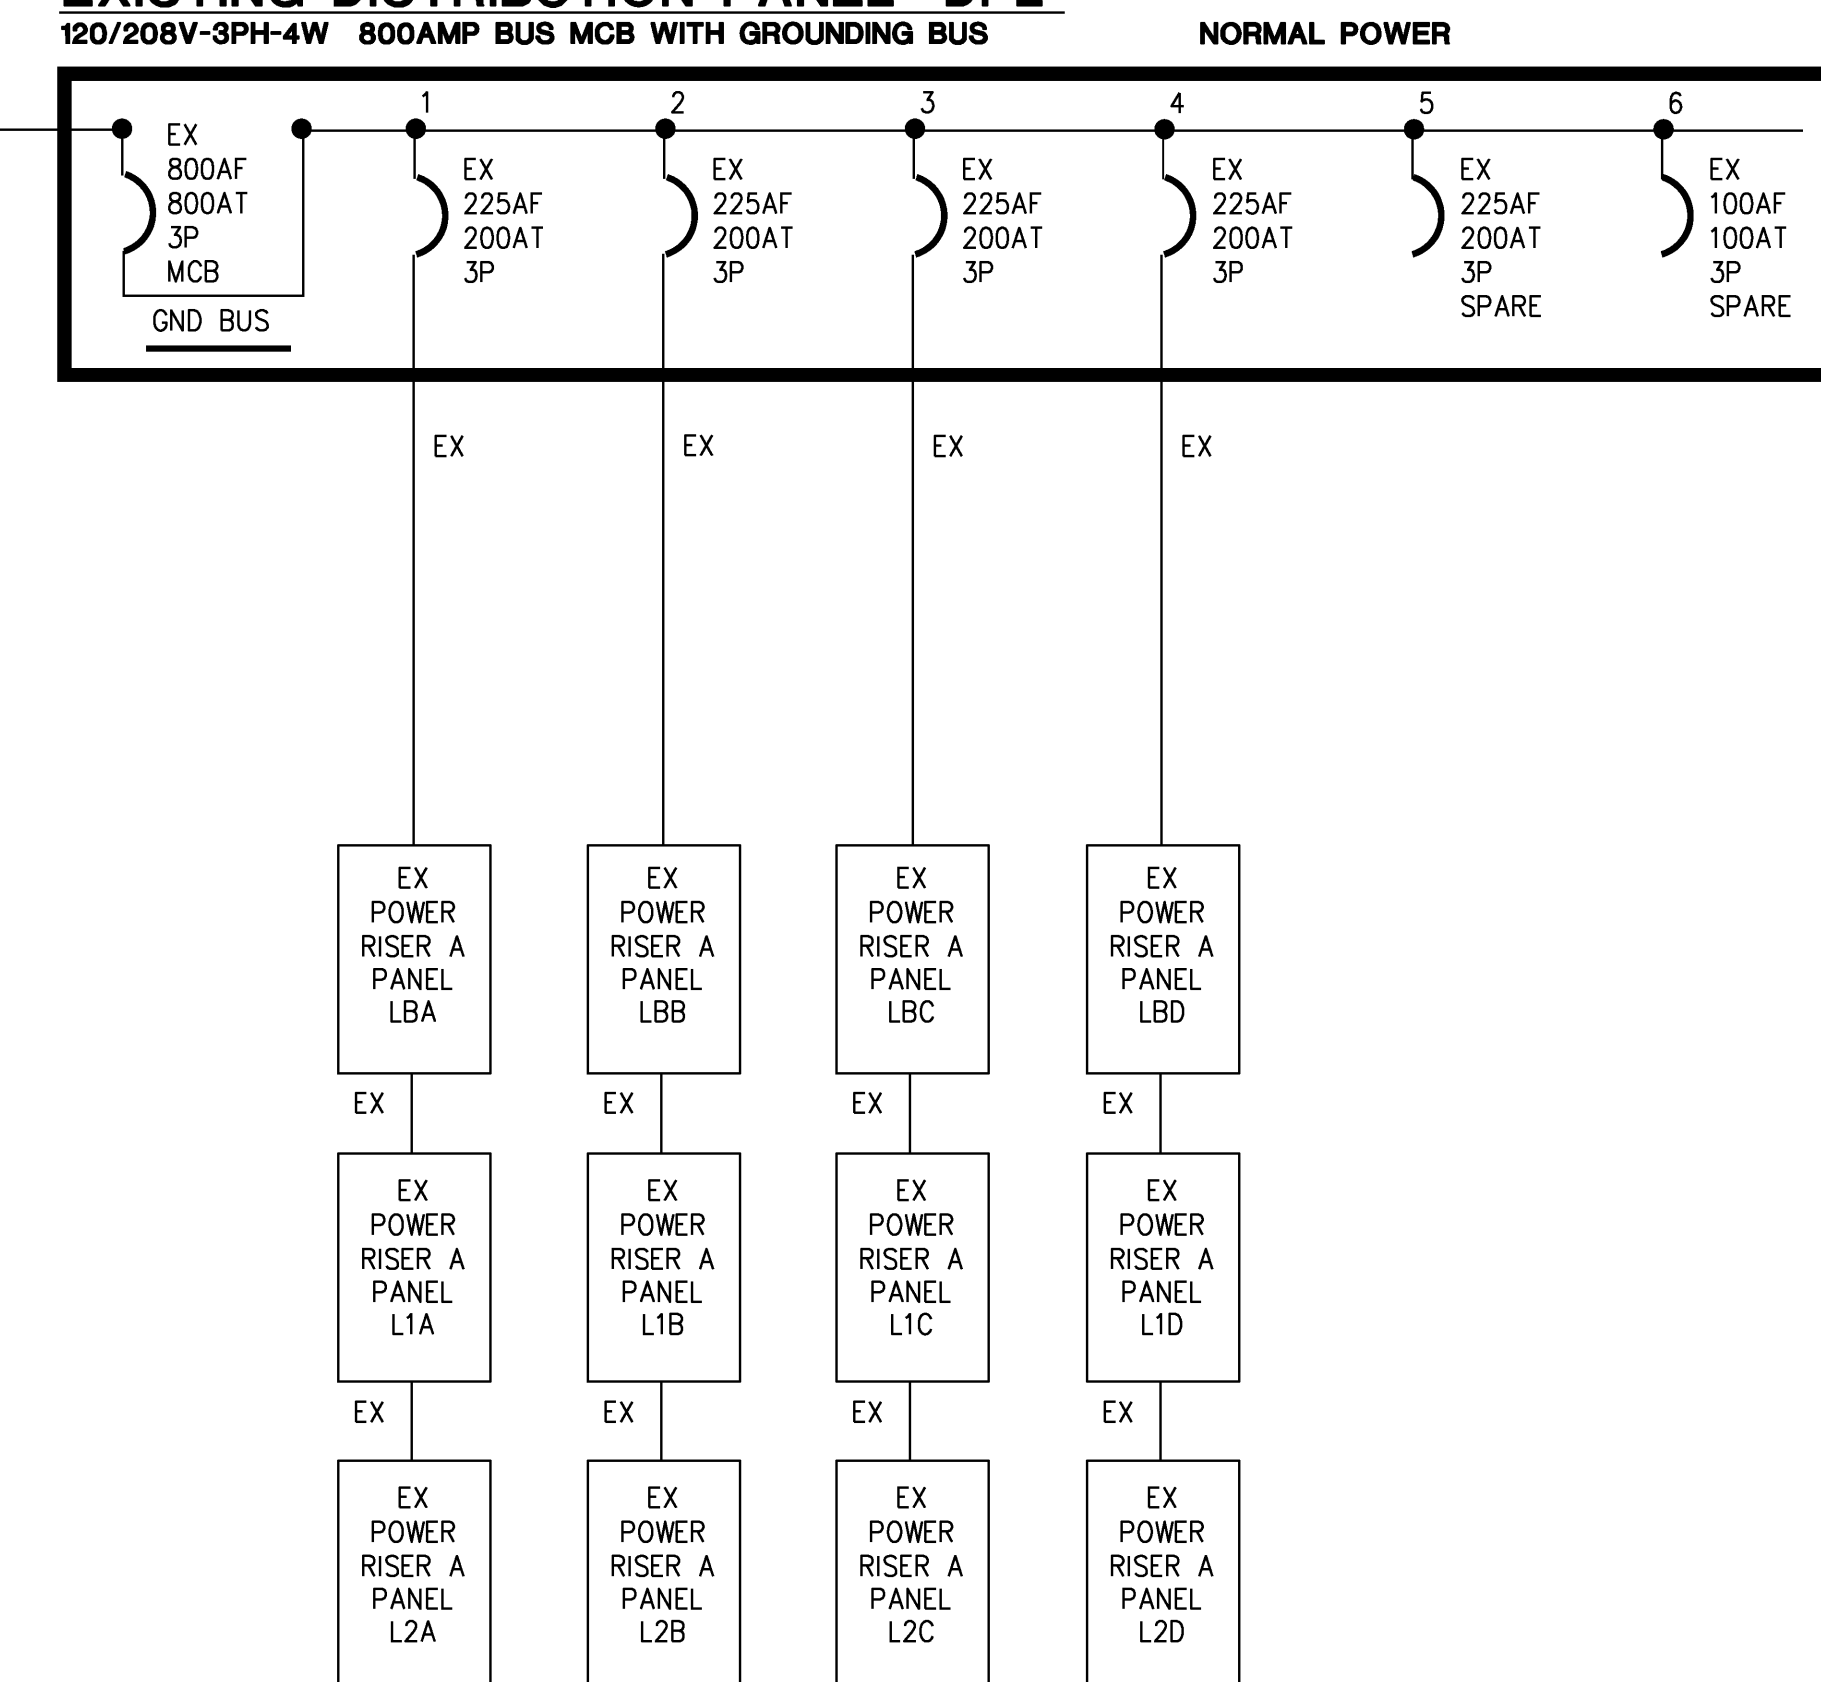 EXISTING DISTRIBUTION PANEL
120/208V-3PH-4W 800AMP BUS MCB WITH GROUNDING BUS
NORMAL POWER
1
2
3
4
5
6
EX
800AF
800AT
3P
MCB
GND BUS
EX
225AF
200AT
3P
EX
225AF
200AT
3P
EX
225AF
200AT
3P
EX
225AF
200AT
3P
EX
225AF
200AT
3P
SPARE
EX
100AF
100AT
3P
SPARE
EX
EX
EX
EX
EX
POWER
RISER A
PANEL
LBA
EX
POWER
RISER A
PANEL
LBB
EX
POWER
RISER A
PANEL
LBC
EX
POWER
RISER A
PANEL
LBD
EX
EX
EX
EX
EX
POWER
RISER A
PANEL
L1A
EX
POWER
RISER A
PANEL
L1B
EX
POWER
RISER A
PANEL
L1C
EX
POWER
RISER A
PANEL
L1D
EX
EX
EX
EX
EX
POWER
RISER A
PANEL
L2A
EX
POWER
RISER A
PANEL
L2B
EX
POWER
RISER A
PANEL
L2C
EX
POWER
RISER A
PANEL
L2D